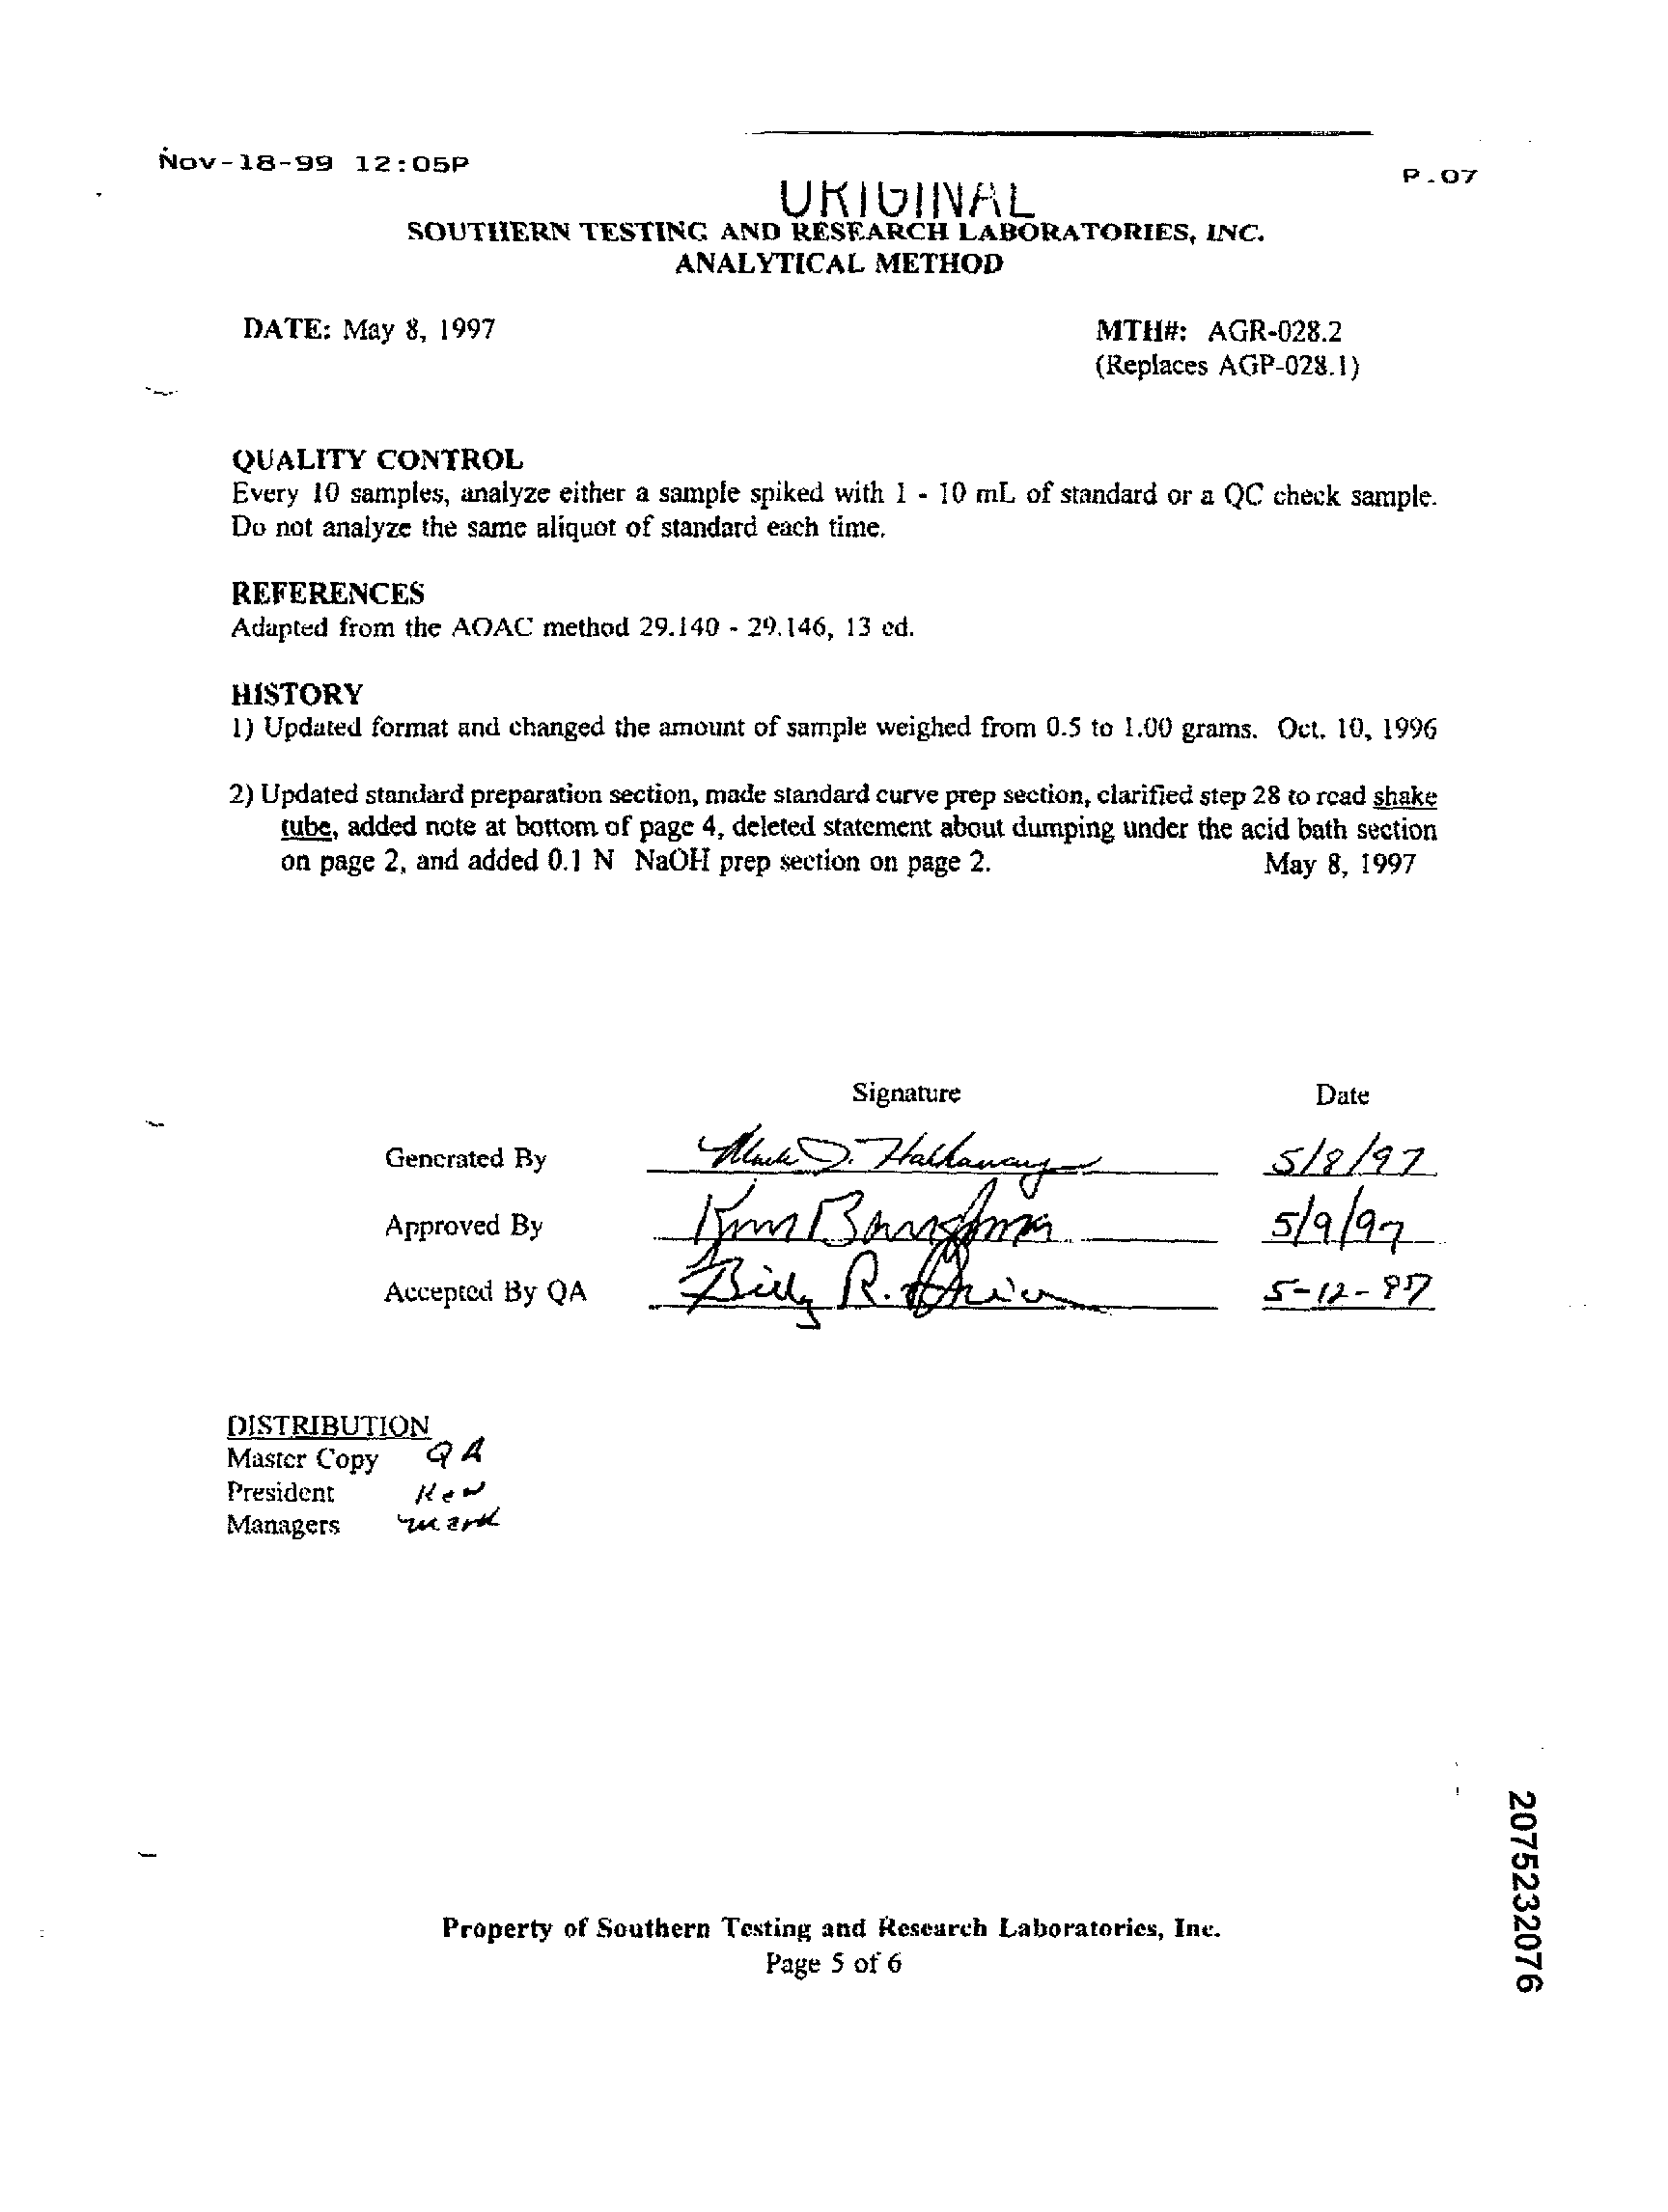 Nov-18-99 12:05P
P.07
ORIGINAL
SOUTHERN TESTING AND RESEARCH LABORATORIES, INC.
ANALYTICAL METHOD
DATE: May 8, 1997
MTH#: AGR-028.2
(Replaces AGP-028.1)
QUALITY CONTROL
Every 10 samples, analyze either a sample spiked with 1 - 10 mL of standard or a QC check sample.
Do not analyze the same aliquot of standard each time.
REFERENCES
Adapted from the AOAC method 29.140 - 29.146, 13 ed.
HISTORY
1) Updated format and changed the amount of sample weighed from 0.5 to 1.00 grams. Oct. 10, 1996
2) Updated standard preparation section, made standard curve prep section, clarified step 28 to read shake
tube, added note at bottom of page 4, deleted statement about dumping under the acid bath section
on page 2, and added 0.1 N NaOH prep section on page 2. May 8, 1997
Signature Date
Generated By J. Hathaway 5/8/97
Approved By Kim 5/9/97
Accepted By QA Billy R. 5-12-97
DISTRIBUTION
Master Copy QA
President
Managers Mark
Property of Southern Testing and Research Laboratories, Inc.
Page 5 of 6
2075232076